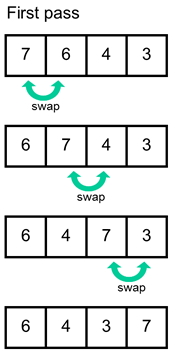 First pass
7 6 4 3
swap
6 7 4 3
swap
6 4 7 3
swap
6 4 3 7